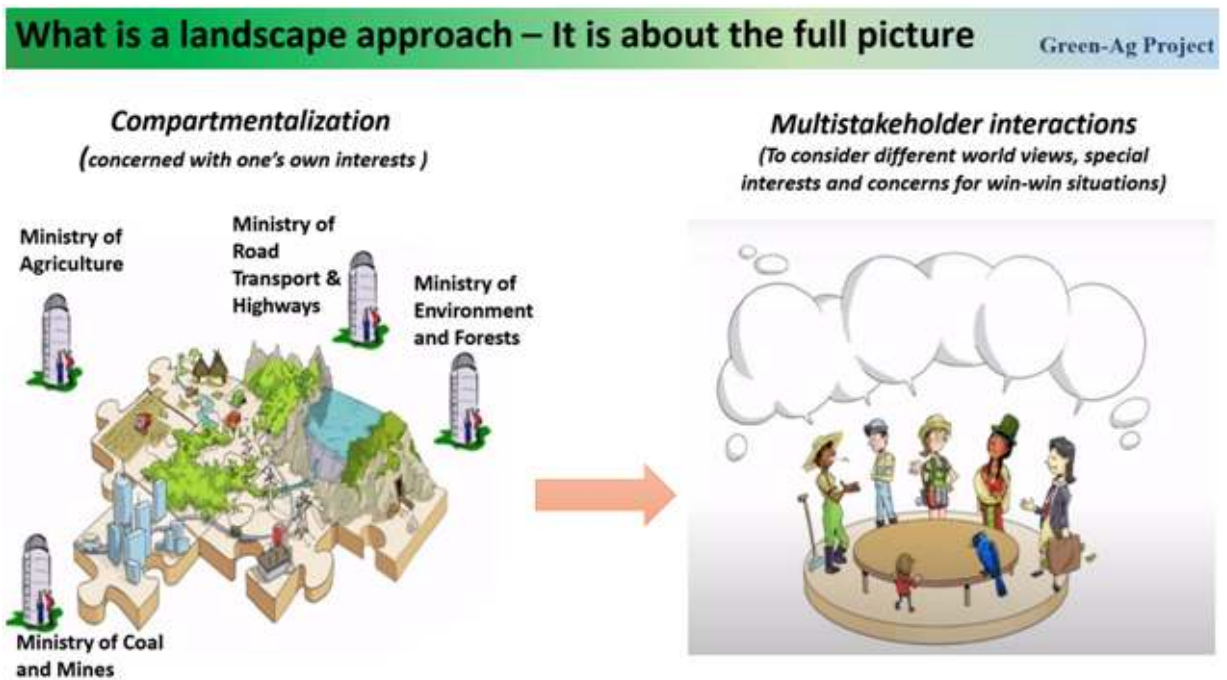 What is a landscape approach – It is about the full picture
Green-Ag Project
Compartmentalization
(concerned with one's own interests )
Ministry of
Agriculture
Ministry of
Road
Transport &
Highways
Ministry of
Environment
and Forests
Ministry of Coal
and Mines
Multistakeholder interactions
(To consider different world views, special
interests and concerns for win-win situations)